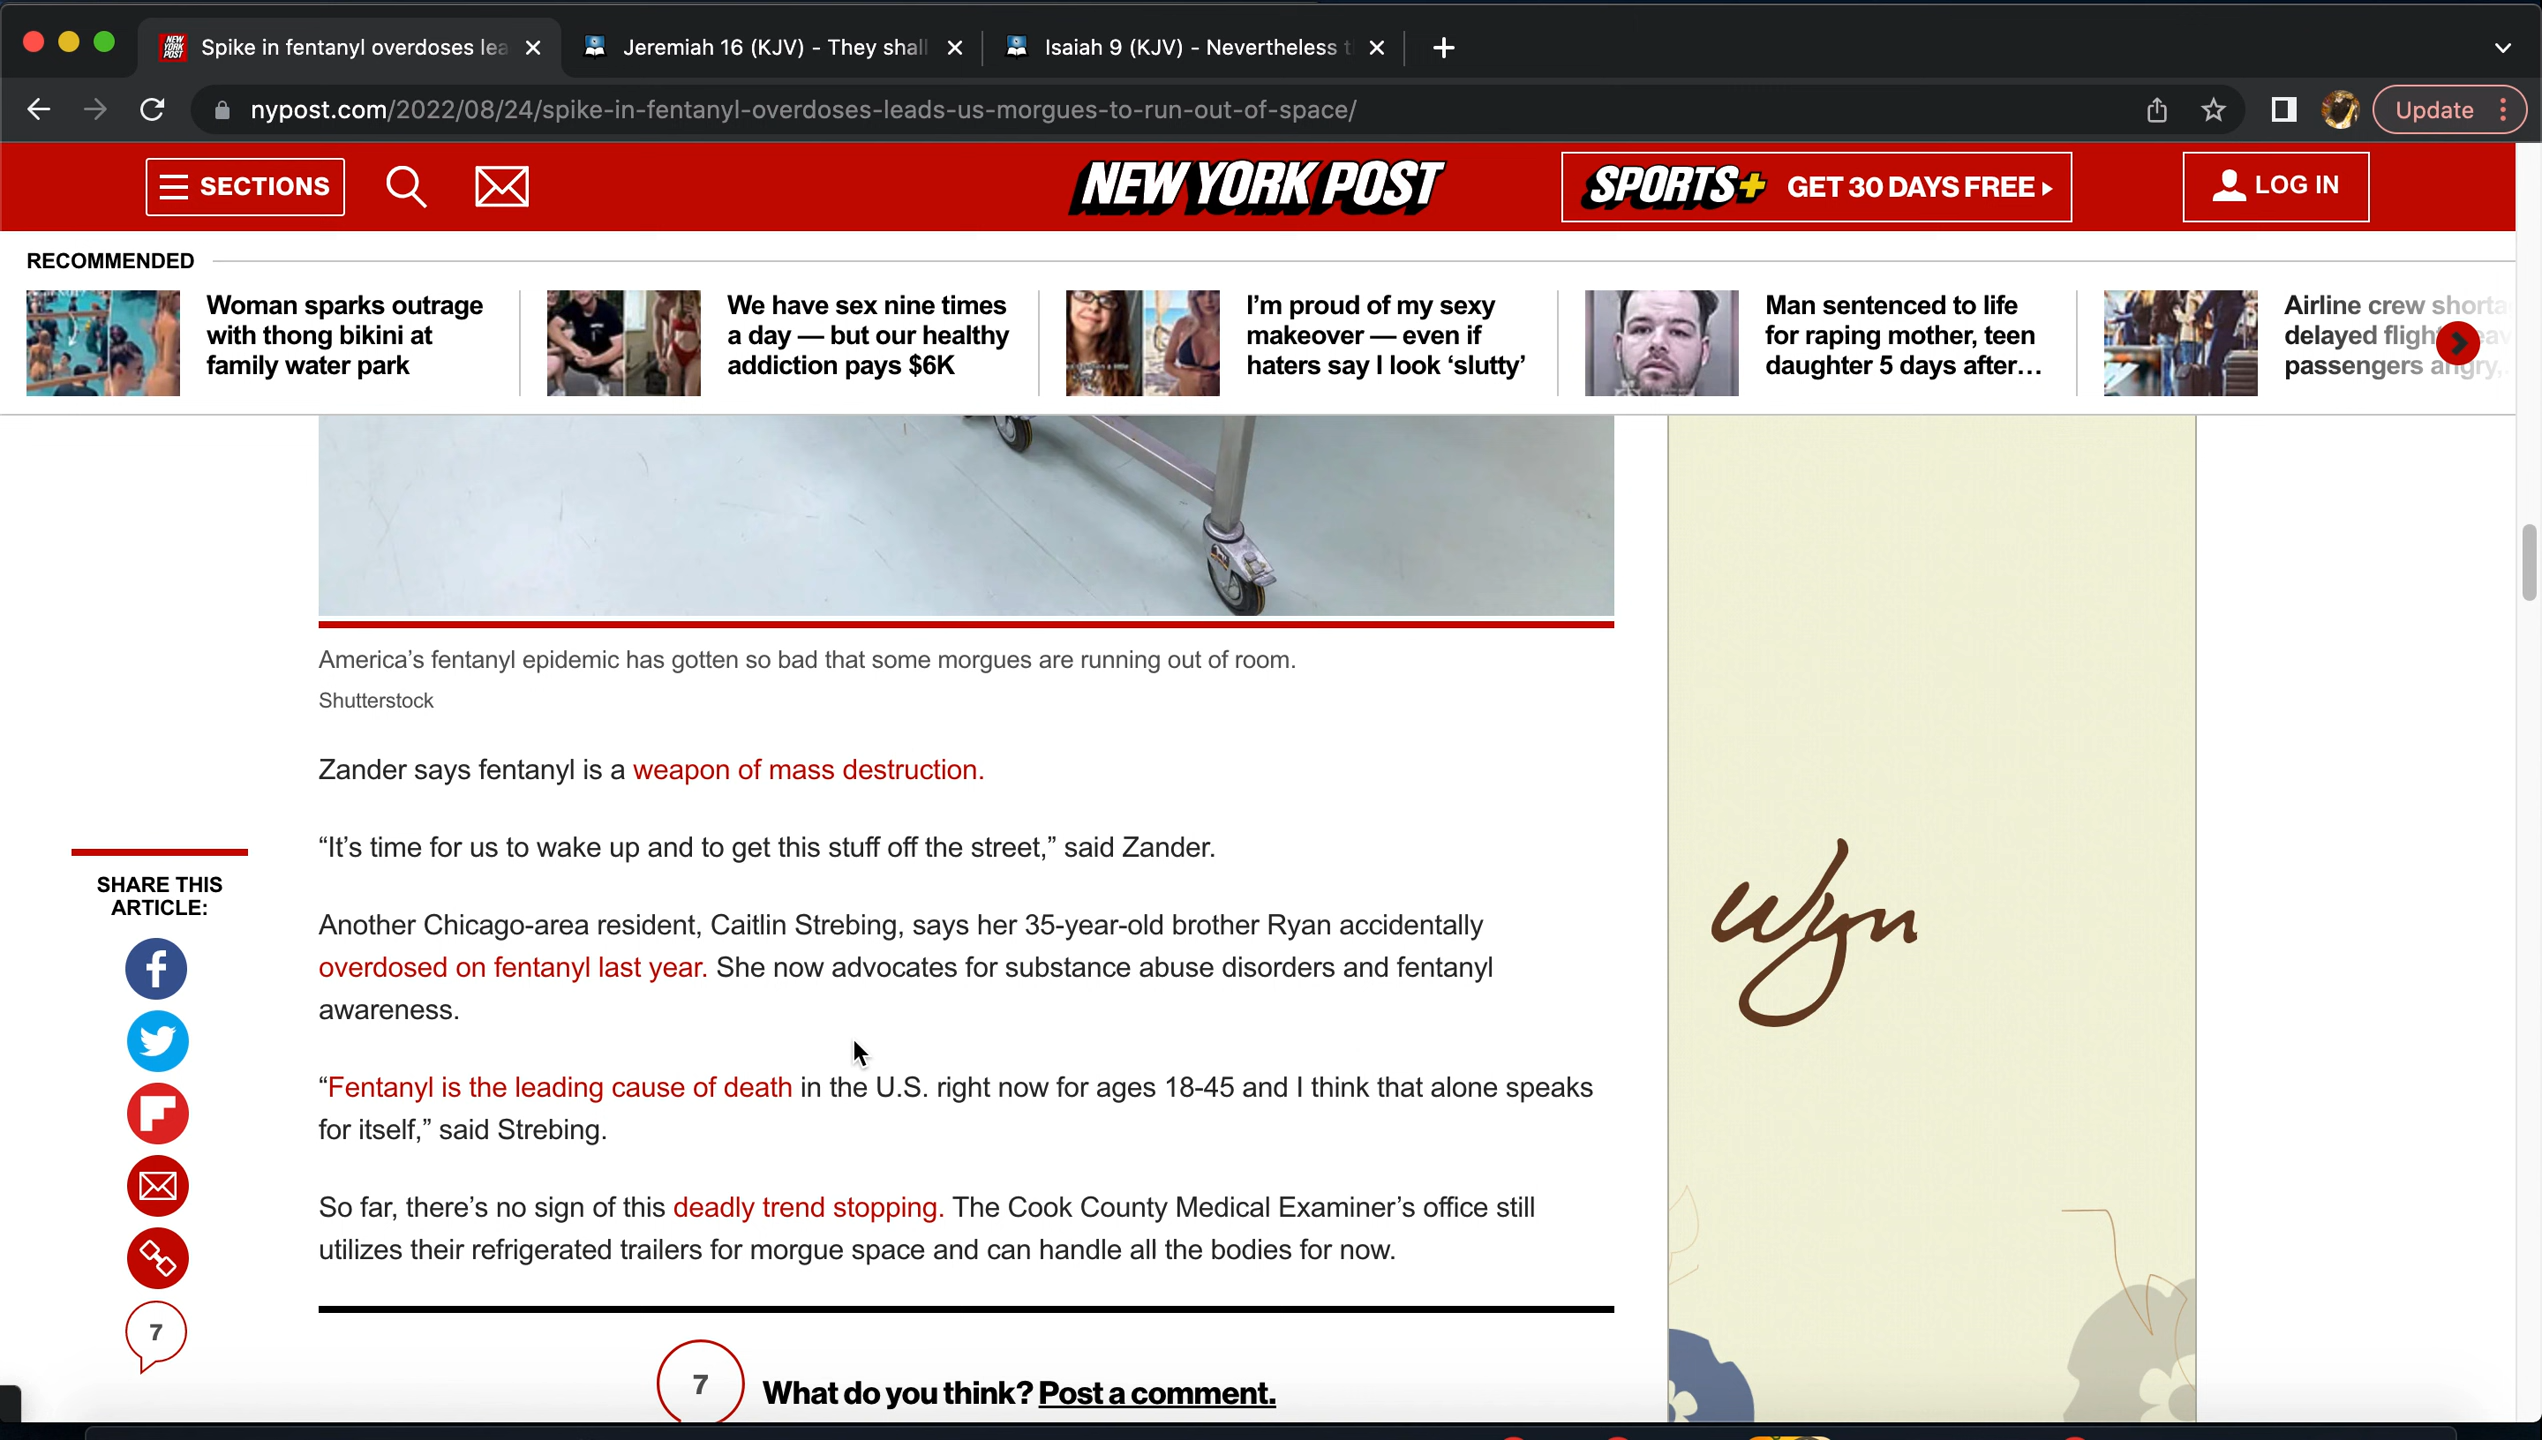 Spike in fentanyl overdoses lea
Jeremiah 16 (KJV) - They shall
Isaiah 9 (KJV) - Nevertheless t
nypost.com/2022/08/24/spike-in-fentanyl-overdoses-leads-us-morgues-to-run-out-of-space/
Update
SECTIONS
NEW YORK POST
SPORTS+ GET 30 DAYS FREE
LOG IN
RECOMMENDED
Woman sparks outrage
with thong bikini at
family water park
We have sex nine times
a day — but our healthy
addiction pays $6K
I’m proud of my sexy
makeover — even if
haters say I look ‘slutty’
Man sentenced to life
for raping mother, teen
daughter 5 days after…
Airline crew shorta
delayed flight
passengers angry,
America’s fentanyl epidemic has gotten so bad that some morgues are running out of room.
Shutterstock
Zander says fentanyl is a weapon of mass destruction.
“It’s time for us to wake up and to get this stuff off the street,” said Zander.
Another Chicago-area resident, Caitlin Strebing, says her 35-year-old brother Ryan accidentally
overdosed on fentanyl last year. She now advocates for substance abuse disorders and fentanyl
awareness.
“Fentanyl is the leading cause of death in the U.S. right now for ages 18-45 and I think that alone speaks
for itself,” said Strebing.
So far, there’s no sign of this deadly trend stopping. The Cook County Medical Examiner’s office still
utilizes their refrigerated trailers for morgue space and can handle all the bodies for now.
SHARE THIS
ARTICLE:
7
7
What do you think? Post a comment.
Wyn